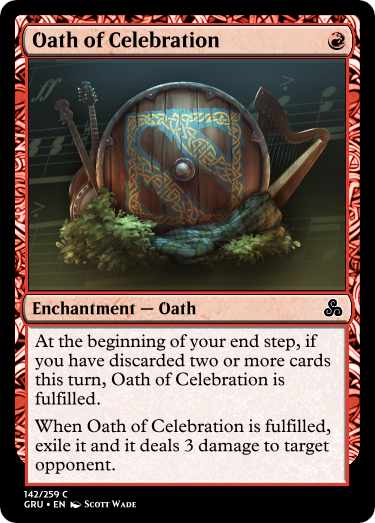 Oath of Celebration
Enchantment — Oath
At the beginning of your end step, if
you have discarded two or more cards
this turn, Oath of Celebration is
fulfilled.
When Oath of Celebration is fulfilled,
exile it and it deals 3 damage to target
opponent.
142/259 C
GRU • EN Scott Wade